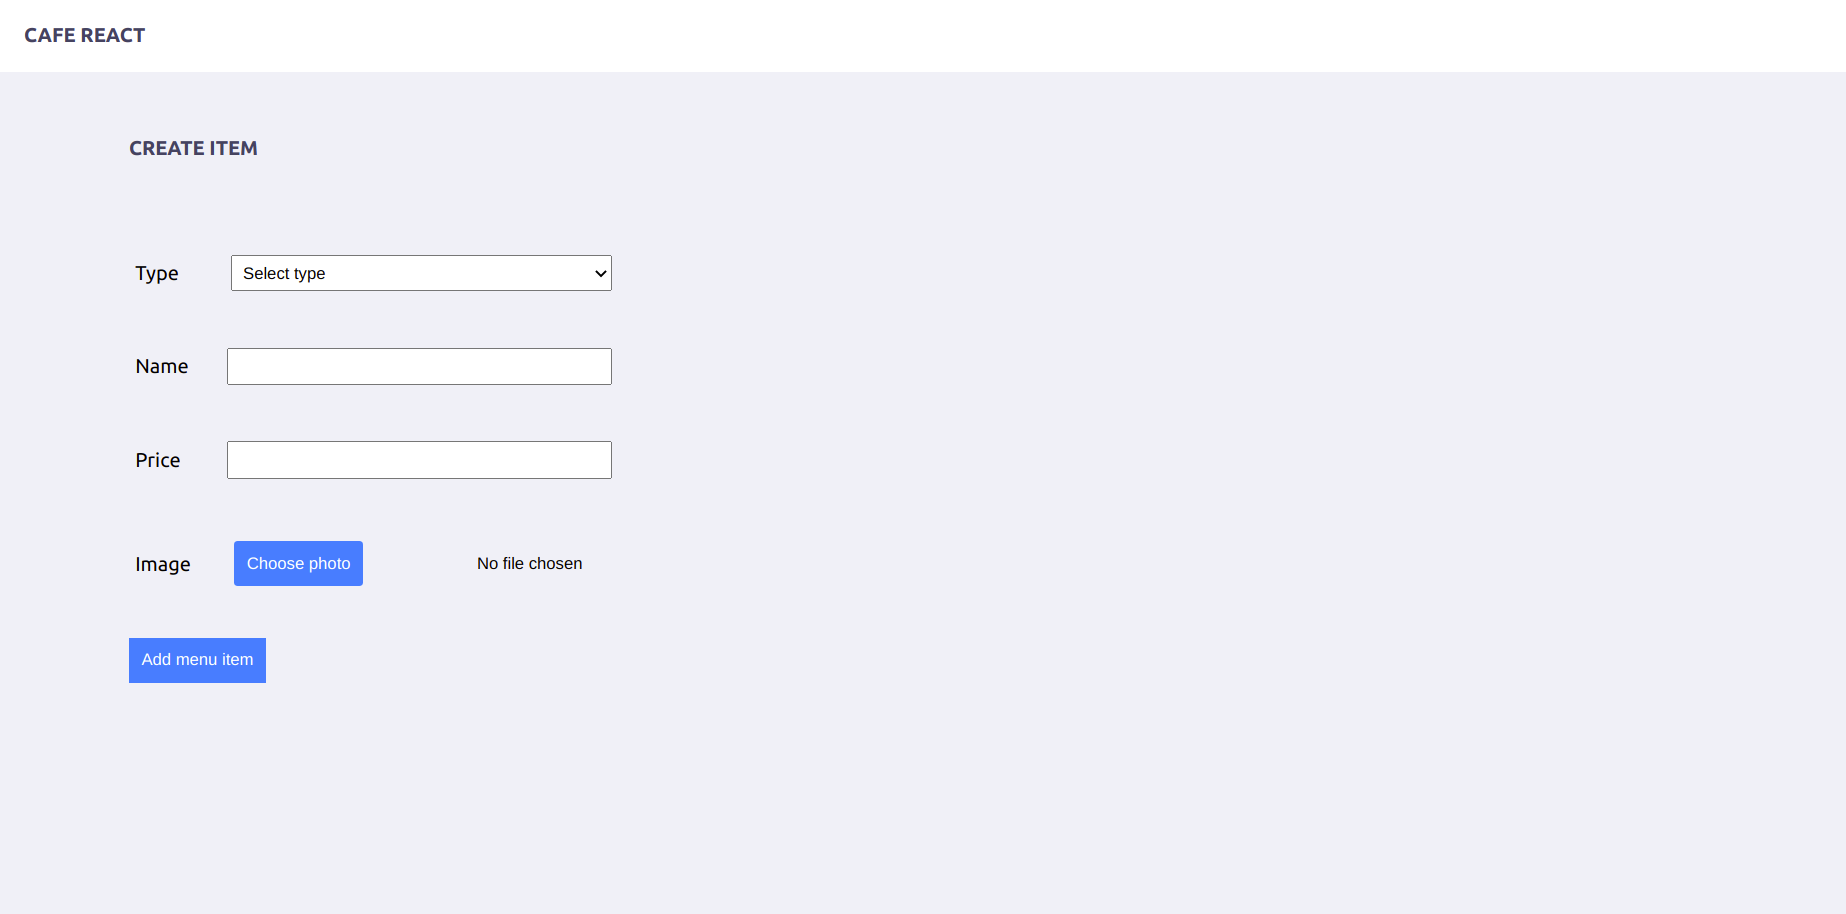 CAFE REACT
CREATE ITEM
Type Select type
Name
Price
Image Choose photo No file chosen
Add menu item